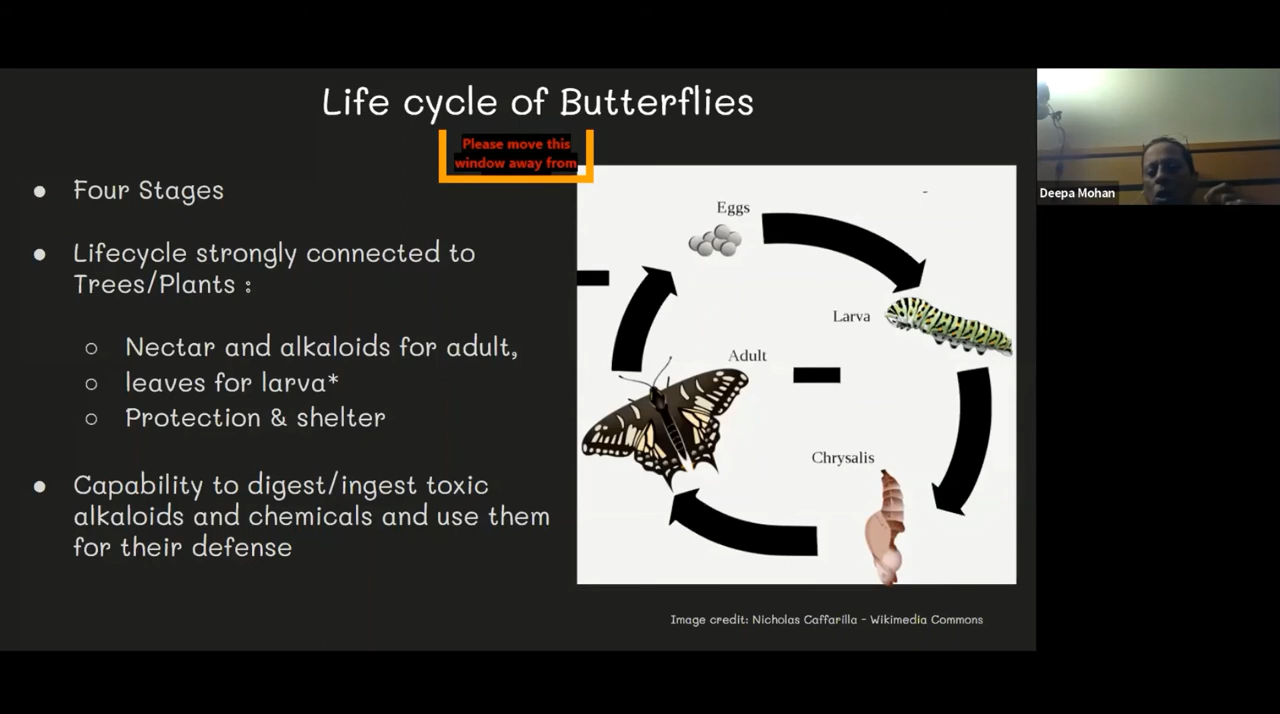 Life cycle of Butterflies
Please move this
window away from
● Four Stages
● Lifecycle strongly connected to
Trees/Plants :
○ Nectar and alkaloids for adult,
○ leaves for larva*
○ Protection & shelter
● Capability to digest/ingest toxic
alkaloids and chemicals and use them
for their defense
Eggs
Larva
Adult
Chrysalis
Image credit: Nicholas Caffarilla - Wikimedia Commons
Deepa Mohan